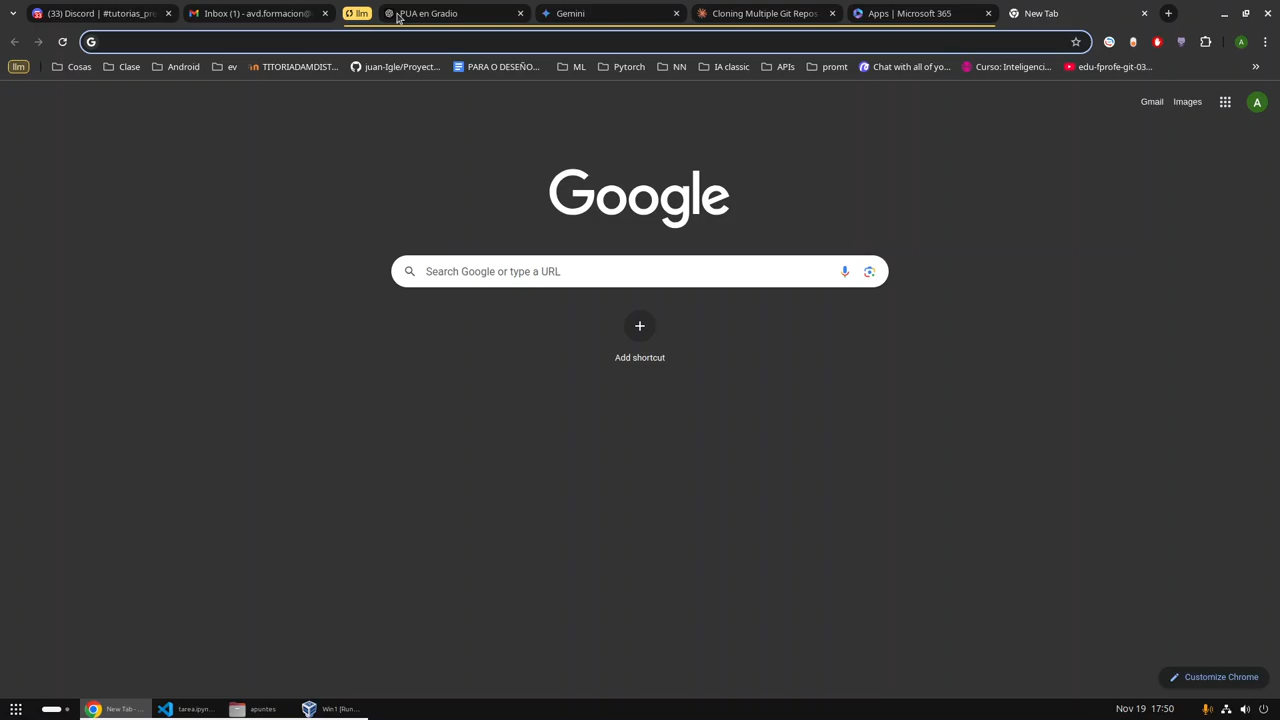 (33) Discord | #tutorias_pr
Inbox (1) - avd.formacion@
llm
PUA en Gradio
Gemini
Cloning Multiple Git Repos
Apps | Microsoft 365
New T
llm
Cosas
Clase
Android
ev
TITORIADAMDIST...
juan-Igle/Proyect...
PARA O DESEÑO...
ML
Pytorch
NN
IA classic
APIs
promt
Chat with all of yo...
Curso: Inteligenci...
edu-fprofe-git-03...
Gmail
Images
A
Google
Search Google or type a URL
Add shortcut
Customize Chrome
New Tab - ...
tarea.ipyn...
apuntes
Win1 [Run...
Nov 19 17:50